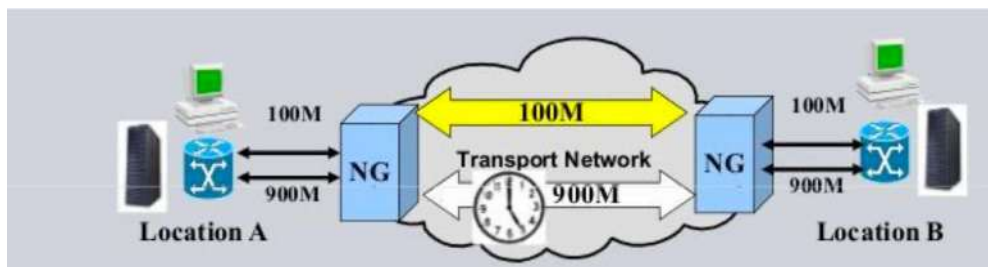 100M
100M
100M
NG
Transport Network
NG
900M
900M
900M
Location A
Location B